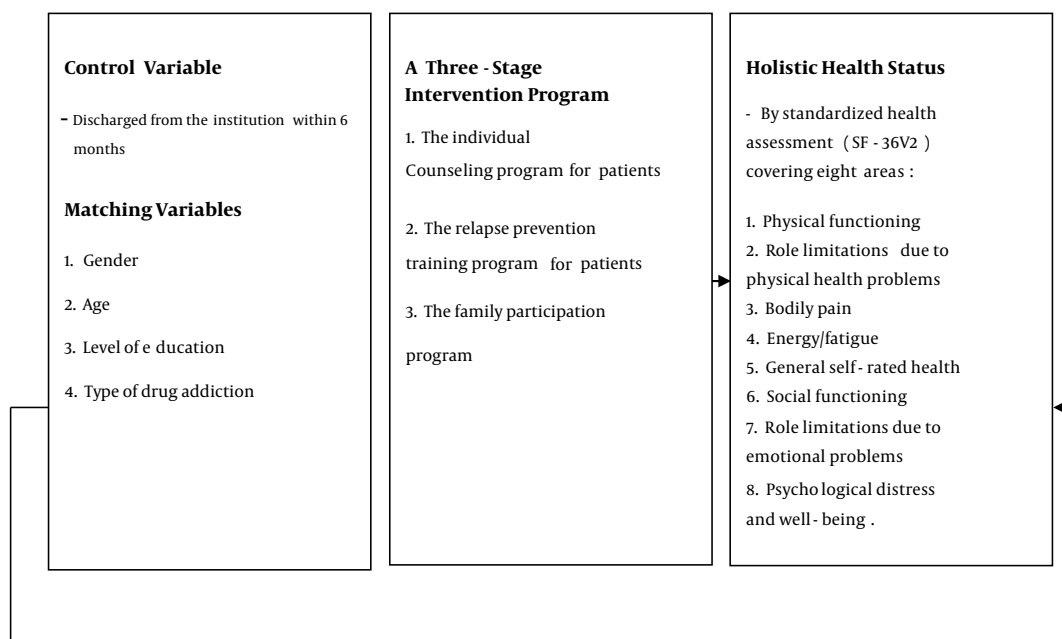 Control Variable
- Discharged from the institution within 6
months
Matching Variables
1. Gender
2. Age
3. Level of e ducation
4. Type of drug addiction
A Three - Stage
Intervention Program
1. The individual
Counseling program for patients
2. The relapse prevention
training program for patients
3. The family participation
program
Holistic Health Status
- By standardized health
assessment ( SF - 36V2 )
covering eight areas :
1. Physical functioning
2. Role limitations due to
physical health problems
3. Bodily pain
4. Energy/fatigue
5. General self - rated health
6. Social functioning
7. Role limitations due to
emotional problems
8. Psycho logical distress
and well - being .